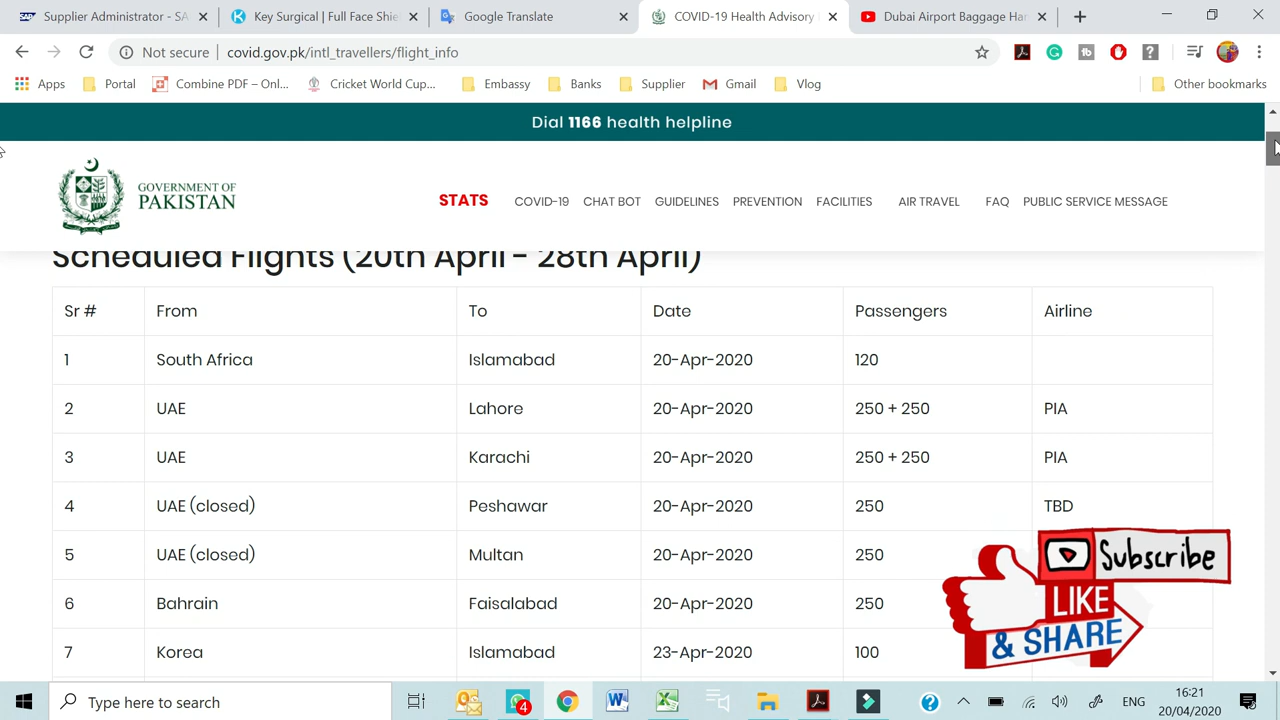 Supplier Administrator - SA
Key Surgical | Full Face Shie
Google Translate
COVID-19 Health Advisory
Dubai Airport Baggage Har
Not secure
covid.gov.pk/intl_travellers/flight_info
Apps
Portal
Combine PDF – Onl...
Cricket World Cup...
Embassy
Banks
Supplier
Gmail
Vlog
Other bookmarks
Dial 1166 health helpline
GOVERNMENT OF
PAKISTAN
STATS COVID-19 CHAT BOT GUIDELINES PREVENTION FACILITIES AIR TRAVEL FAQ PUBLIC SERVICE MESSAGE
Scheduled Flights (20th April - 28th April)
Sr # From To Date Passengers Airline
1 South Africa Islamabad 20-Apr-2020 120
2 UAE Lahore 20-Apr-2020 250 + 250 PIA
3 UAE Karachi 20-Apr-2020 250 + 250 PIA
4 UAE (closed) Peshawar 20-Apr-2020 250 TBD
5 UAE (closed) Multan 20-Apr-2020 250
6 Bahrain Faisalabad 20-Apr-2020 250
7 Korea Islamabad 23-Apr-2020 100
Subscribe
LIKE
& SHARE
Type here to search
4
ENG
16:21
20/04/2020